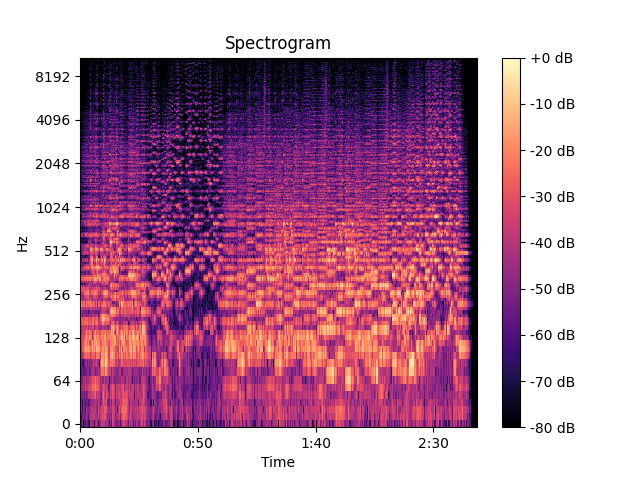 Spectrogram
8192
4096
2048
1024
512
256
128
64
0
Hz
0:00
0:50
1:40
2:30
Time
+0 dB
-10 dB
-20 dB
-30 dB
-40 dB
-50 dB
-60 dB
-70 dB
-80 dB